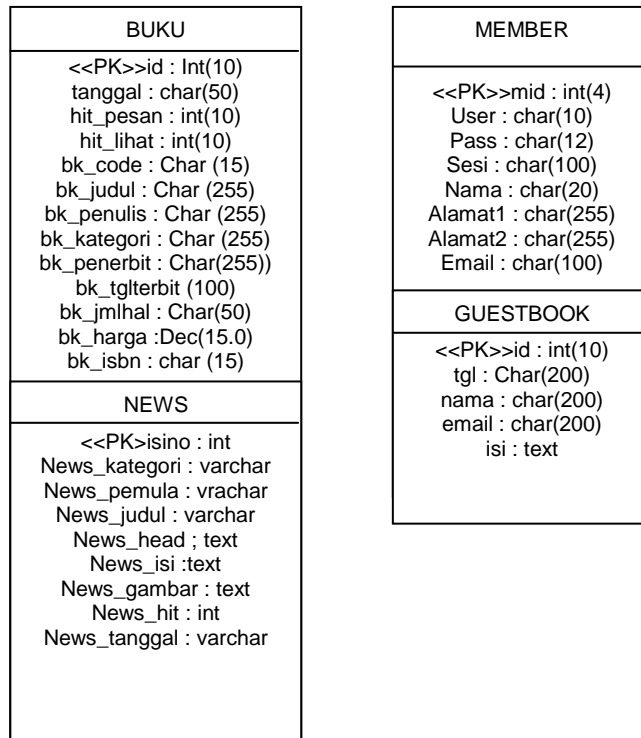 BUKU
<<PK>>id : Int(10)
tanggal : char(50)
hit_pesan : int(10)
hit_lihat : int(10)
bk_code : Char (15)
bk_judul : Char (255)
bk_penulis : Char (255)
bk_kategori : Char (255)
bk_penerbit : Char(255))
bk_tglterbit (100)
bk_jmlhal : Char(50)
bk_harga :Dec(15.0)
bk_isbn : char (15)
NEWS
<<PK>isino : int
News_kategori : varchar
News_pemula : vrachar
News_judul : varchar
News_head ; text
News_isi :text
News_gambar : text
News_hit : int
News_tanggal : varchar
MEMBER
<<PK>>mid : int(4)
User : char(10)
Pass : char(12)
Sesi : char(100)
Nama : char(20)
Alamat1 : char(255)
Alamat2 : char(255)
Email : char(100)
GUESTBOOK
<<PK>>id : int(10)
tgl : Char(200)
nama : char(200)
email : char(200)
isi : text